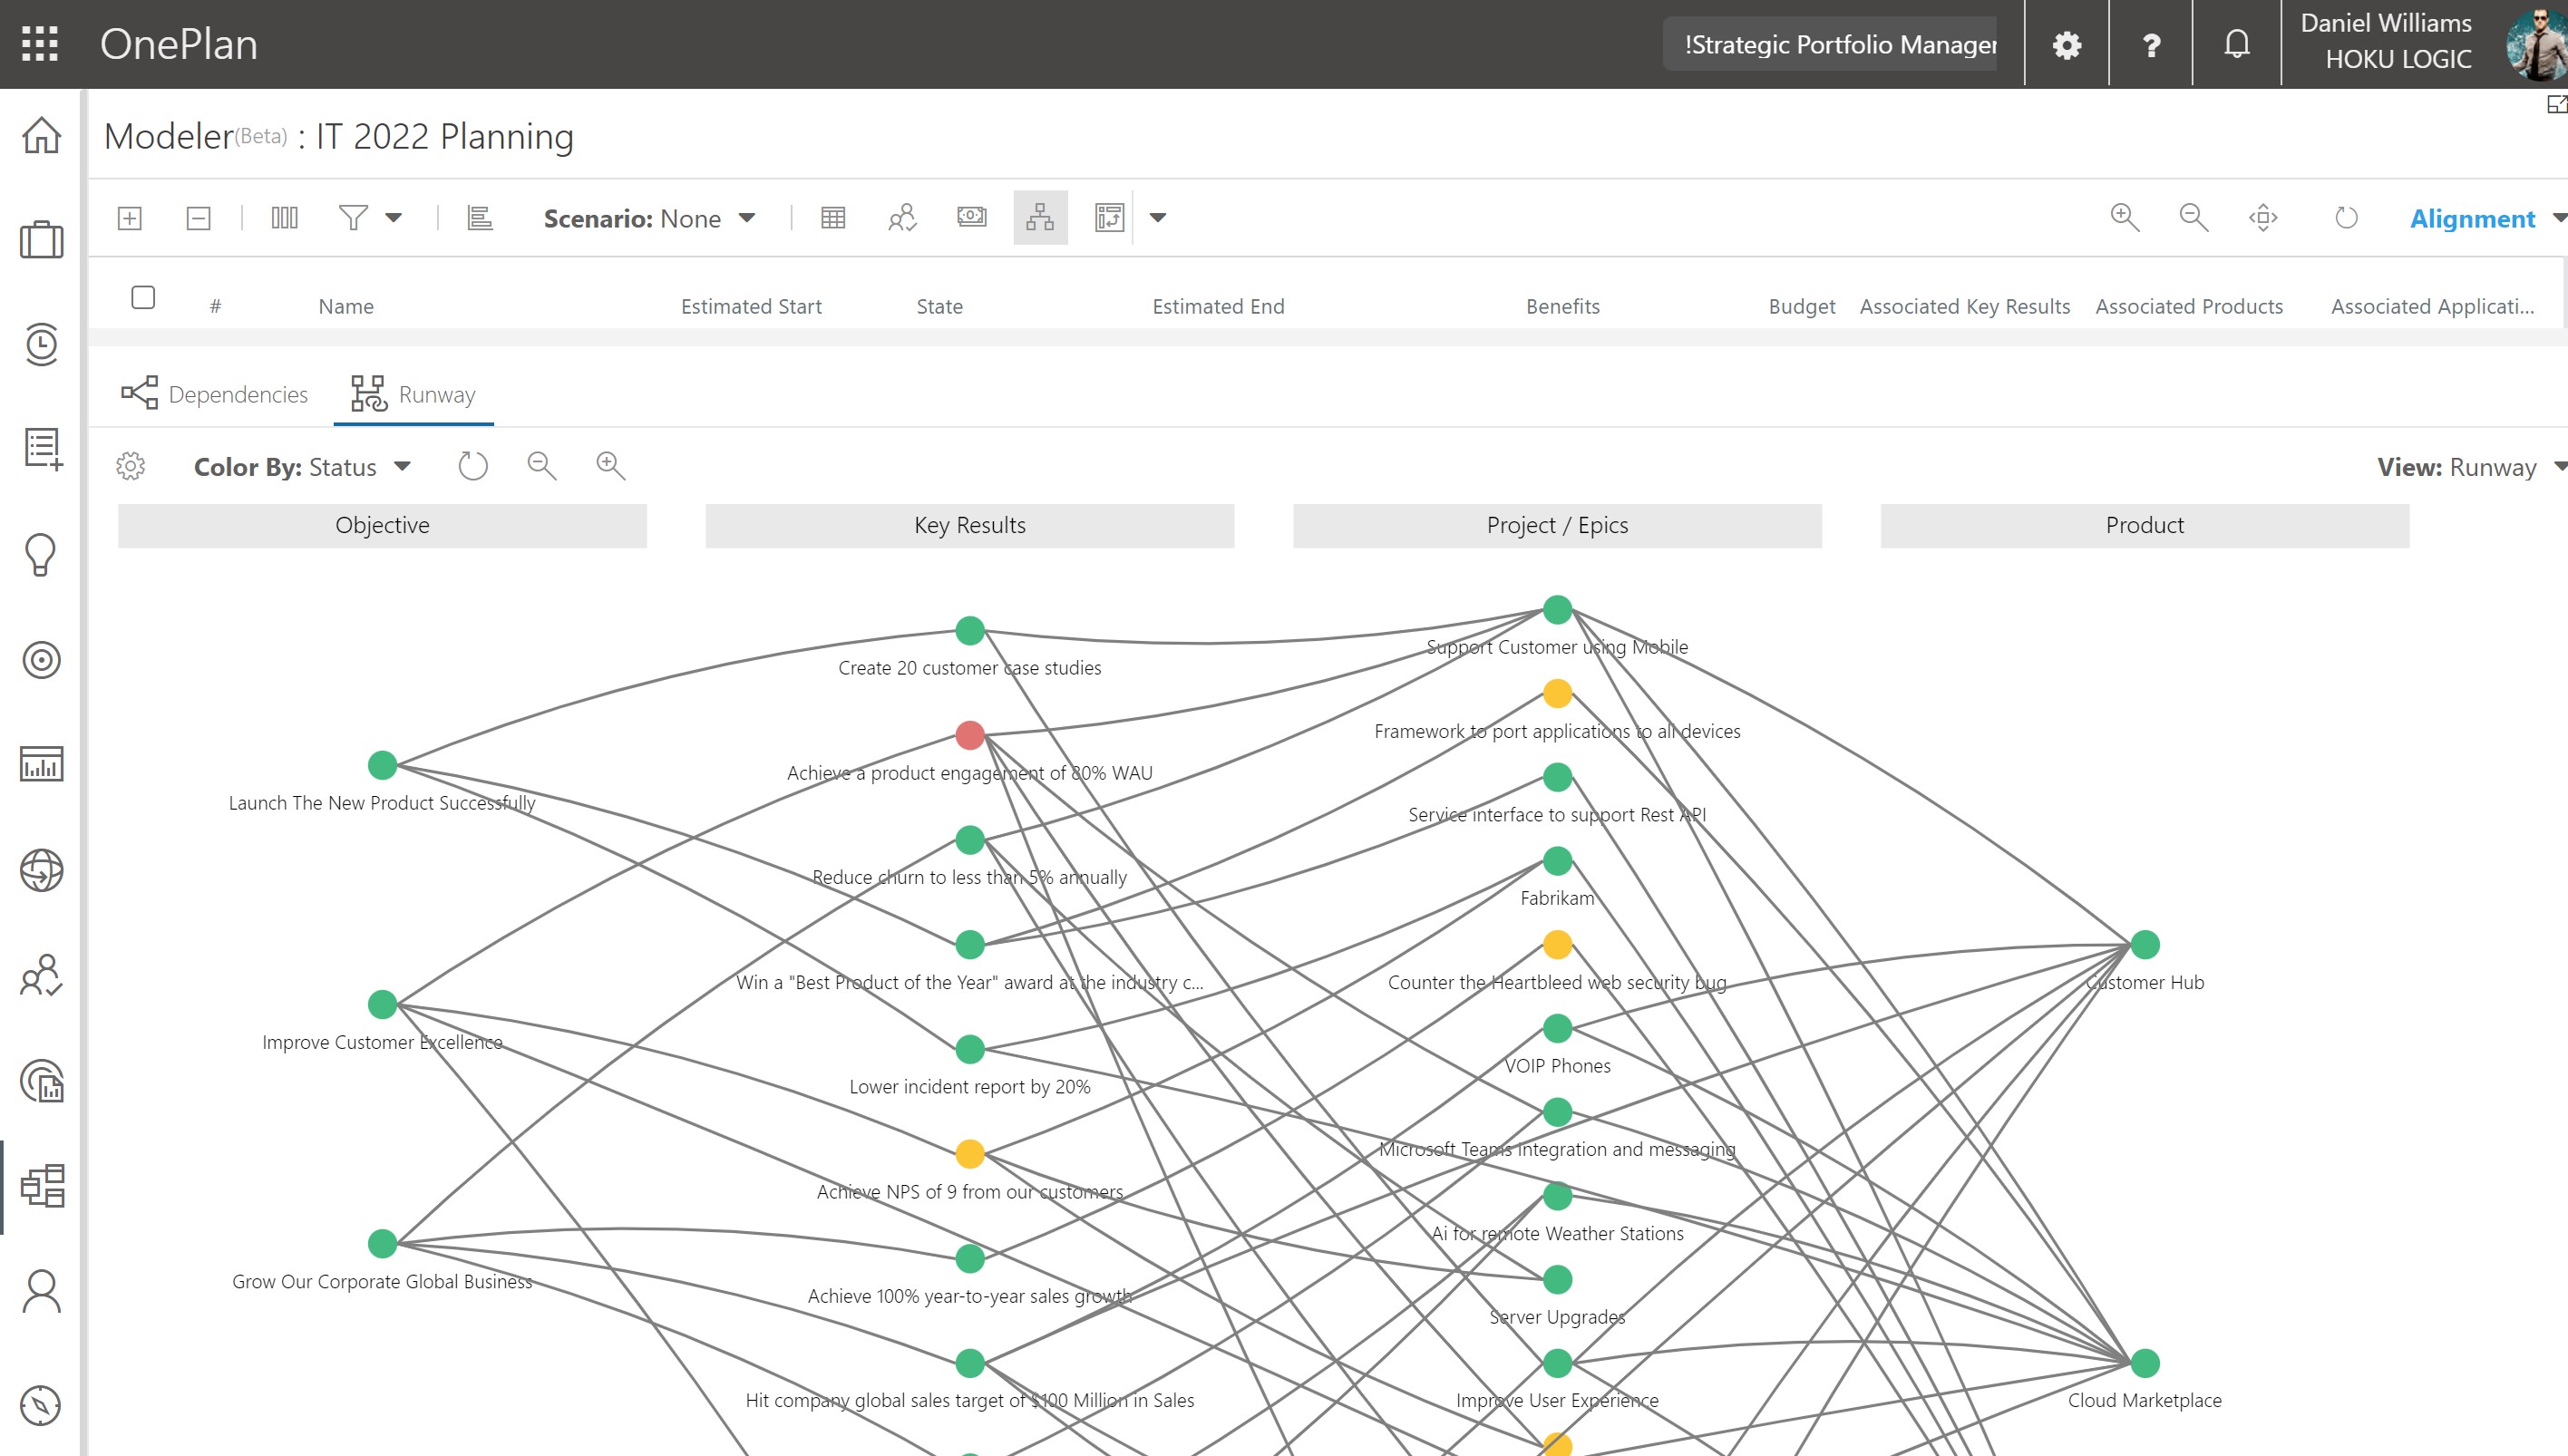 OnePlan
!Strategic Portfolio Manager
?
Daniel Williams
HOKU LOGIC
Modeler(Beta) : IT 2022 Planning
Scenario: None
Alignment
# Name Estimated Start State Estimated End Benefits Budget Associated Key Results Associated Products Associated Applicati...
Dependencies Runway
Color By: Status
View: Runway
Objective Key Results Project / Epics Product
Support Customer using Mobile
Create 20 customer case studies
Framework to port applications to all devices
Achieve a product engagement of 80% WAU
Launch The New Product Successfully
Service interface to support Rest API
Reduce churn to less than 5% annually
Fabrikam
Win a "Best Product of the Year" award at the industry c...
Counter the Heartbleed web security bug
Customer Hub
Improve Customer Excellence
VOIP Phones
Lower incident report by 20%
Microsoft Teams integration and messaging
Achieve NPS of 9 from our customers
Ai for remote Weather Stations
Grow Our Corporate Global Business
Achieve 100% year-to-year sales growth
Server Upgrades
Hit company global sales target of $100 Million in Sales
Improve User Experience
Cloud Marketplace